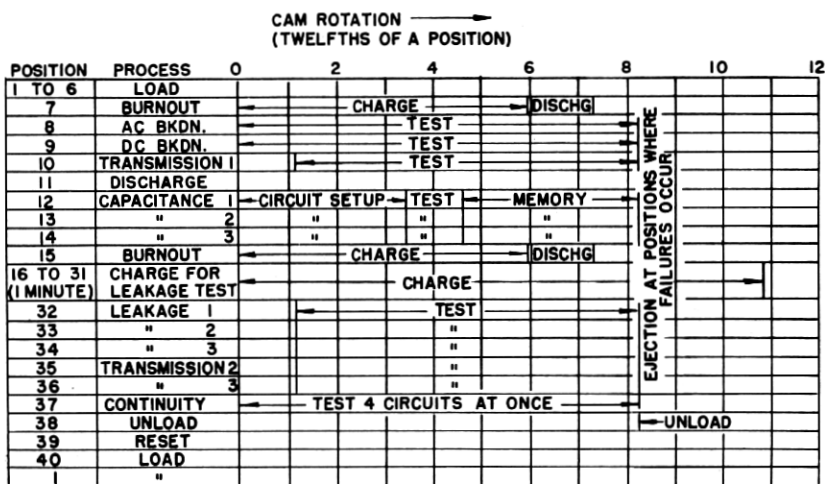 CAM ROTATION
(TWELFTHS OF A POSITION)
POSITION PROCESS 0 2 4 6 8 10 12
1 TO 6 LOAD
7 BURNOUT CHARGE DISCHG
8 AC BKDN. TEST
9 DC BKDN. TEST
10 TRANSMISSION 1 TEST
11 DISCHARGE
12 CAPACITANCE 1 CIRCUIT SETUP TEST MEMORY
13 " 2 " " "
14 " 3 " " "
15 BURNOUT CHARGE DISCHG
16 TO 31 CHARGE FOR
(1 MINUTE) LEAKAGE TEST CHARGE
32 LEAKAGE 1 TEST
33 " 2 "
34 " 3 "
35 TRANSMISSION 2 "
36 " 3 "
37 CONTINUITY TEST 4 CIRCUITS AT ONCE
38 UNLOAD UNLOAD
39 RESET
40 LOAD
1 "
EJECTION AT POSITIONS WHERE
FAILURES OCCUR